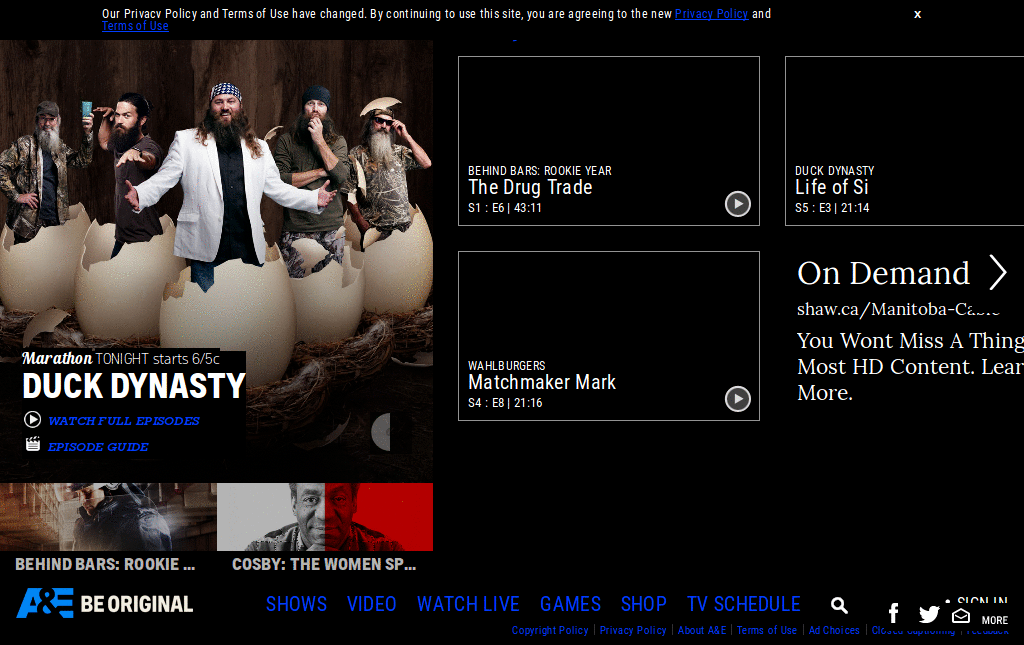 Our Privacy Policy and Terms of Use have changed. By continuing to use this site, you are agreeing to the new Privacy Policy and
Terms of Use
x
BEHIND BARS: ROOKIE YEAR
The Drug Trade
S1 : E6 | 43:11
DUCK DYNASTY
Life of Si
S5 : E3 | 21:14
WAHLBURGERS
Matchmaker Mark
S4 : E8 | 21:16
On Demand
shaw.ca/Manitoba-Cable
You Wont Miss A Thing
Most HD Content. Lear
More.
Marathon TONIGHT starts 6/5c
DUCK DYNASTY
WATCH FULL EPISODES
EPISODE GUIDE
BEHIND BARS: ROOKIE ...
COSBY: THE WOMEN SP...
A&E BE ORIGINAL
SHOWS VIDEO WATCH LIVE GAMES SHOP TV SCHEDULE
SIGN IN
MORE
Copyright Policy | Privacy Policy | About A&E | Terms of Use | Ad Choices | Closed Captioning | Feedback